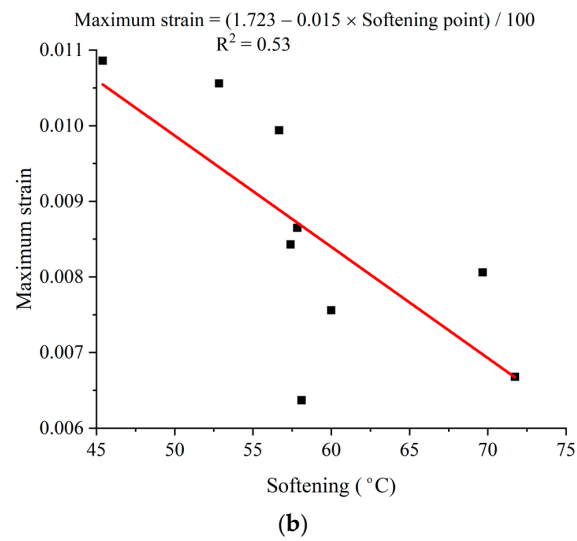 Maximum strain = (1.723 – 0.015 × Softening point) / 100
R² = 0.53
0.011
0.010
0.009
0.008
0.007
0.006
Maximum strain
45 50 55 60 65 70 75
Softening ( °C)
(b)